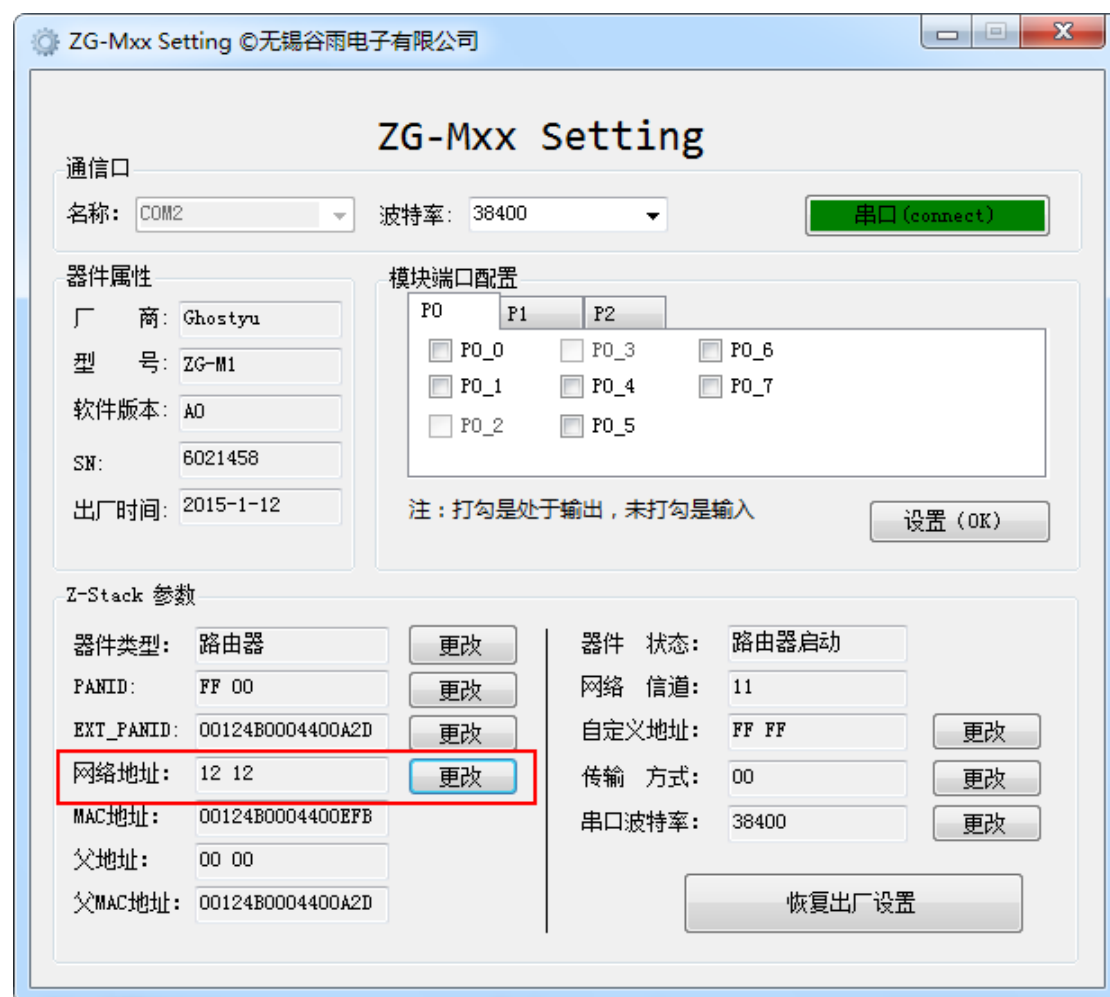 ZG-Mxx Setting ©无锡谷雨电子有限公司
ZG-Mxx Setting
通信口
名称: COM2 波特率: 38400 串口(connect)
器件属性
厂 商: Ghostyu
型 号: ZG-M1
软件版本: A0
SN: 6021458
出厂时间: 2015-1-12
模块端口配置
P0 P1 P2
P0_0 P0_3 P0_6
P0_1 P0_4 P0_7
P0_2 P0_5
注:打勾是处于输出,未打勾是输入
设置 (OK)
Z-Stack 参数
器件类型: 路由器 更改
PANID: FF 00 更改
EXT_PANID: 00124B0004400A2D 更改
网络地址: 12 12 更改
MAC地址: 00124B0004400EFB
父地址: 00 00
父MAC地址: 00124B0004400A2D
器件 状态: 路由器启动
网络 信道: 11
自定义地址: FF FF 更改
传输 方式: 00 更改
串口波特率: 38400 更改
恢复出厂设置